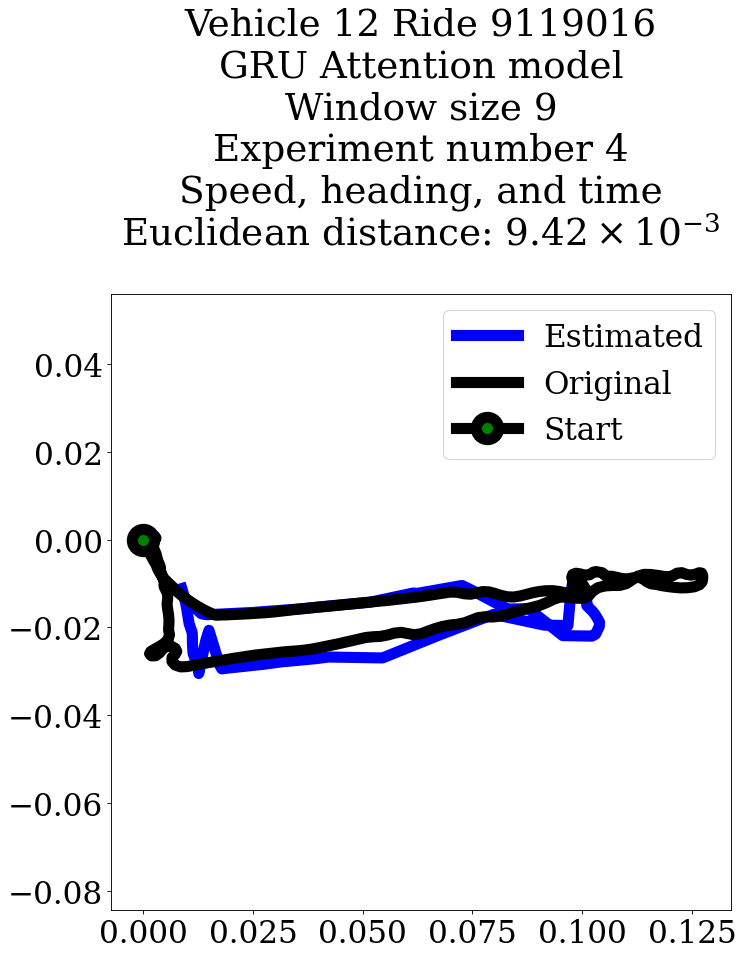 Vehicle 12 Ride 9119016
GRU Attention model
Window size 9
Experiment number 4
Speed, heading, and time
Euclidean distance: 9.42 × 10⁻³
Estimated
Original
Start
0.04
0.02
0.00
−0.02
−0.04
−0.06
−0.08
0.000 0.025 0.050 0.075 0.100 0.125